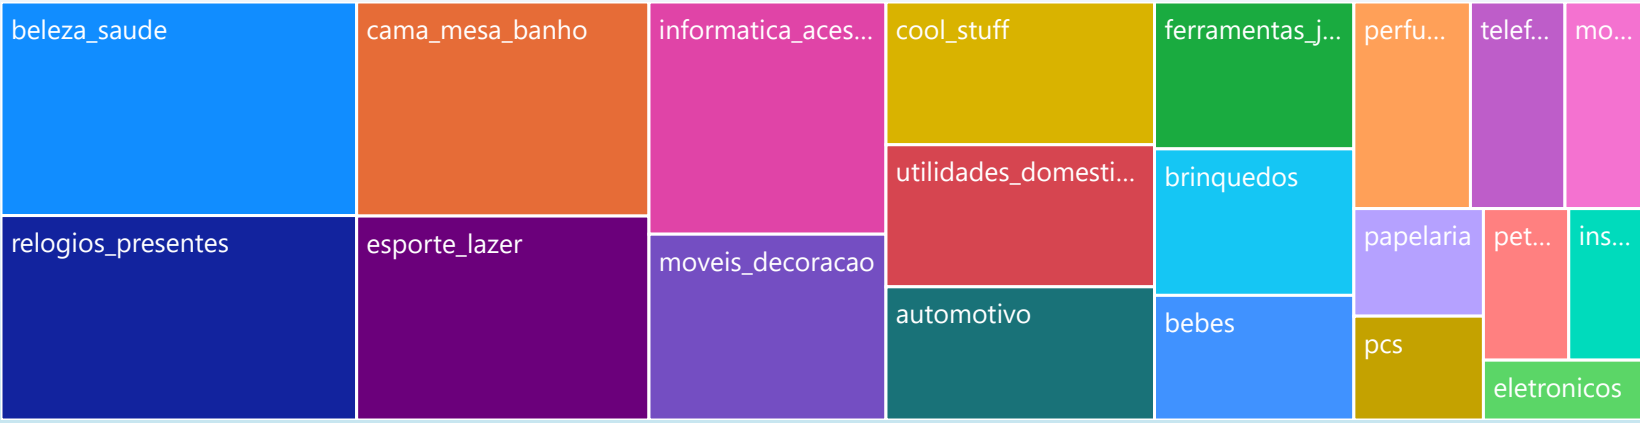 beleza_saude
relogios_presentes
cama_mesa_banho
esporte_lazer
informatica_aces...
moveis_decoracao
cool_stuff
utilidades_domesti...
automotivo
ferramentas_j...
brinquedos
bebes
perfu...
telef...
mo...
papelaria
pcs
pet...
ins...
eletronicos